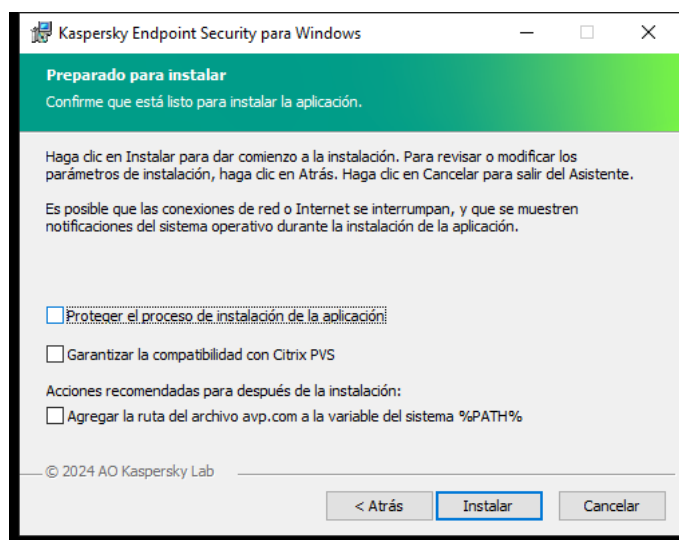 Kaspersky Endpoint Security para Windows
Preparado para instalar
Confirme que está listo para instalar la aplicación.
Haga clic en Instalar para dar comienzo a la instalación. Para revisar o modificar los
parámetros de instalación, haga clic en Atrás. Haga clic en Cancelar para salir del Asistente.
Es posible que las conexiones de red o Internet se interrumpan, y que se muestren
notificaciones del sistema operativo durante la instalación de la aplicación.
Proteger el proceso de instalación de la aplicación
Garantizar la compatibilidad con Citrix PVS
Acciones recomendadas para después de la instalación:
Agregar la ruta del archivo avp.com a la variable del sistema %PATH%
© 2024 AO Kaspersky Lab
< Atrás Instalar Cancelar